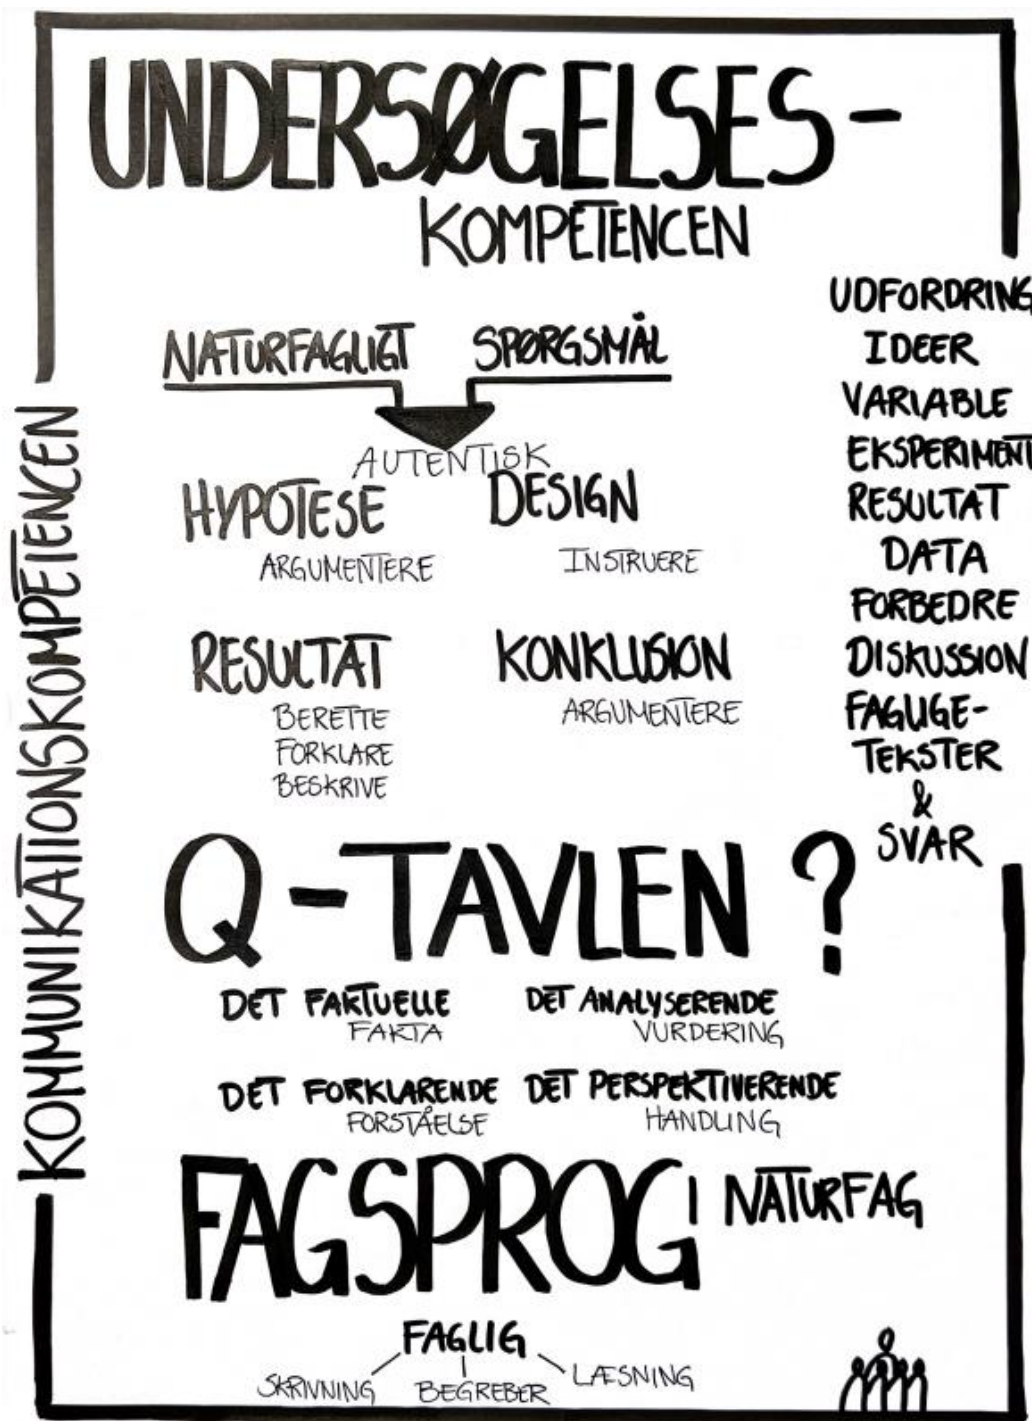 UNDERSØGELSES-
KOMPETENCEN
NATURFAGLIGT SPØRGSMÅL
AUTENTISK
HYPOTESE DESIGN
ARGUMENTERE INSTRUERE
RESULTAT KONKLUSION
BERETTE ARGUMENTERE
FORKLARE
BESKRIVE
UDFORDRING
IDEER
VARIABLE
EKSPERIMENT
RESULTAT
DATA
FORBEDRE
DISKUSSION
FAGLIGE-
TEKSTER
&
SVAR
KOMMUNIKATIONSKOMPETENCEN
Q-TAVLEN?
DET FAKTUELLE DET ANALYSERENDE
FAKTA VURDERING
DET FORKLARENDE DET PERSPEKTIVERENDE
FORSTÅELSE HANDLING
FAGSPROG I NATURFAG
FAGLIG
SKRIVNING BEGREBER LÆSNING